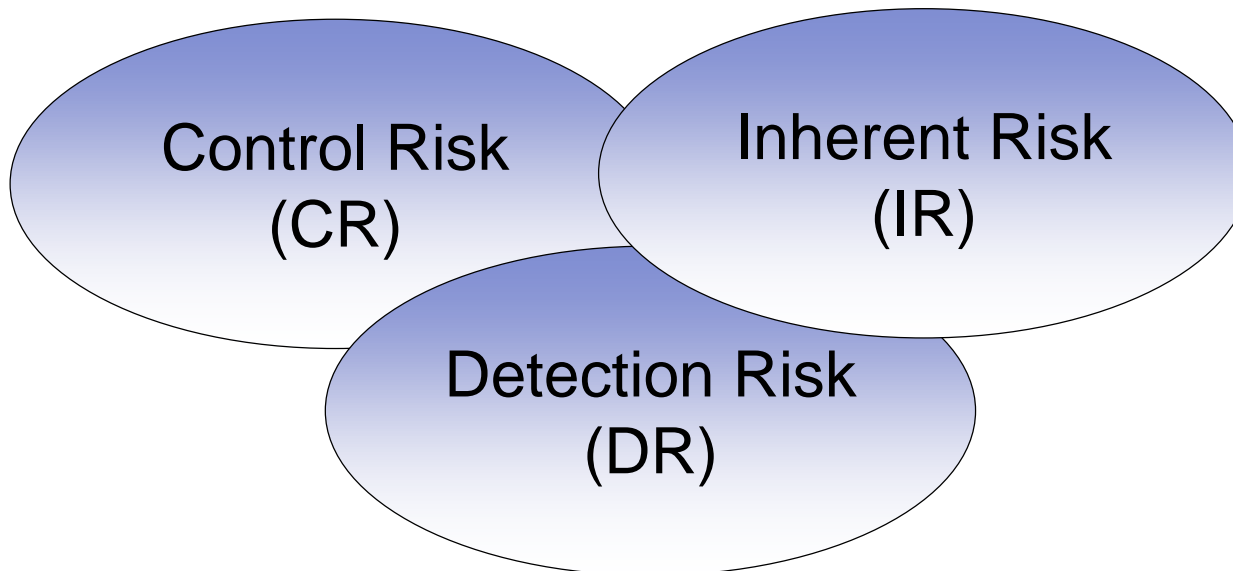 Control Risk
(CR)
Inherent Risk
(IR)
Detection Risk
(DR)